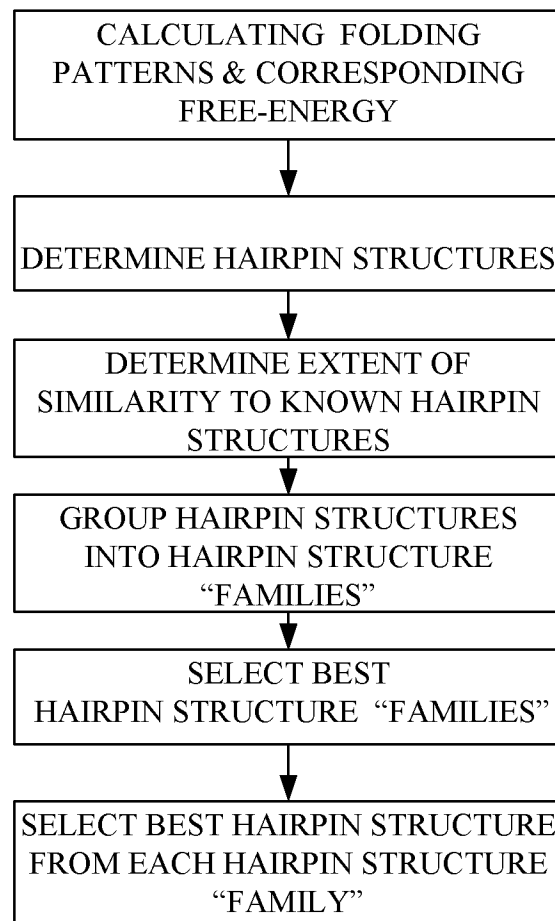 CALCULATING FOLDING
PATTERNS & CORRESPONDING
FREE-ENERGY
DETERMINE HAIRPIN STRUCTURES
DETERMINE EXTENT OF
SIMILARITY TO KNOWN HAIRPIN
STRUCTURES
GROUP HAIRPIN STRUCTURES
INTO HAIRPIN STRUCTURE
“FAMILIES”
SELECT BEST
HAIRPIN STRUCTURE “FAMILIES”
SELECT BEST HAIRPIN STRUCTURE
FROM EACH HAIRPIN STRUCTURE
“FAMILY”